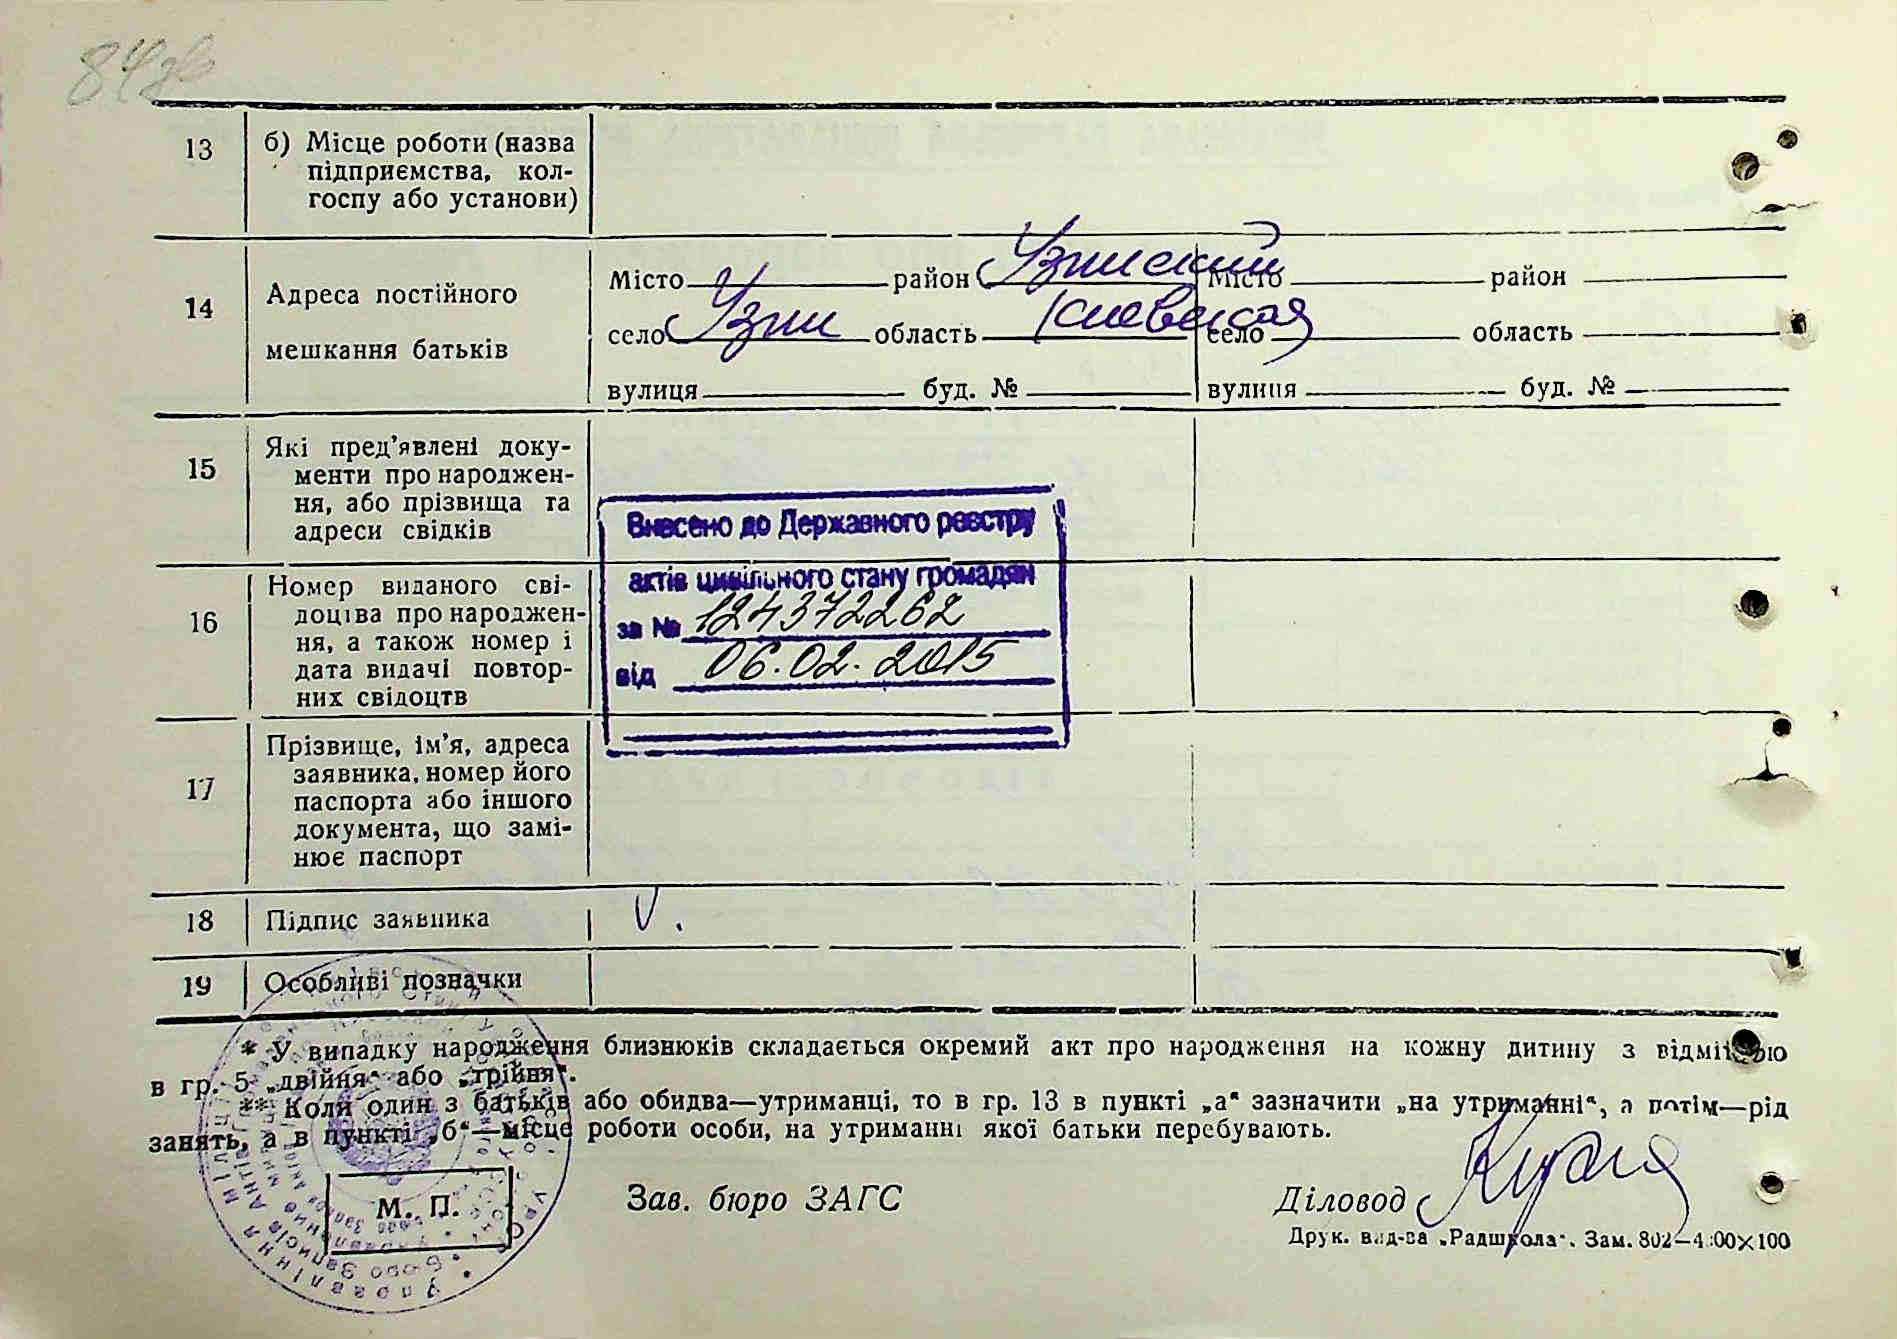 84зв
13 б) Місце роботи (назва
підприємства, кол-
госпу або установи)
14 Адреса постійного
мешкання батьків
Місто район Узинский Місто район
село Узин область Киевская село область
вулиця буд. № вулиця буд. №
15 Які пред'явлені доку-
менти про народжен-
ня, або прізвища та
адреси свідків
Внесено до Державного реєстру
актів цивільного стану громадян
за № 124372262
від 06.02.2015
16 Номер виданого сві-
доцтва про народжен-
ня, а також номер і
дата видачі повтор-
них свідоцтв
17 Прізвище, ім'я, адреса
заявника, номер його
паспорта або іншого
документа, що замі-
нює паспорт
18 Підпис заявника
19 Особливі позначки
* У випадку народження близнюків складається окремий акт про народження на кожну дитину з відміткою
в гр. 5 „двійня“ або „трійня“.
** Коли один з батьків або обидва—утриманці, то в гр. 13 в пункті „а“ зазначити „на утриманні“, а потім—рід
занять, а в пункті „б“—місце роботи особи, на утриманні якої батьки перебувають.
М. П.
Зав. бюро ЗАГС
Діловод
Друк. вид-ва „Радшкола“. Зам. 802—4.00×100